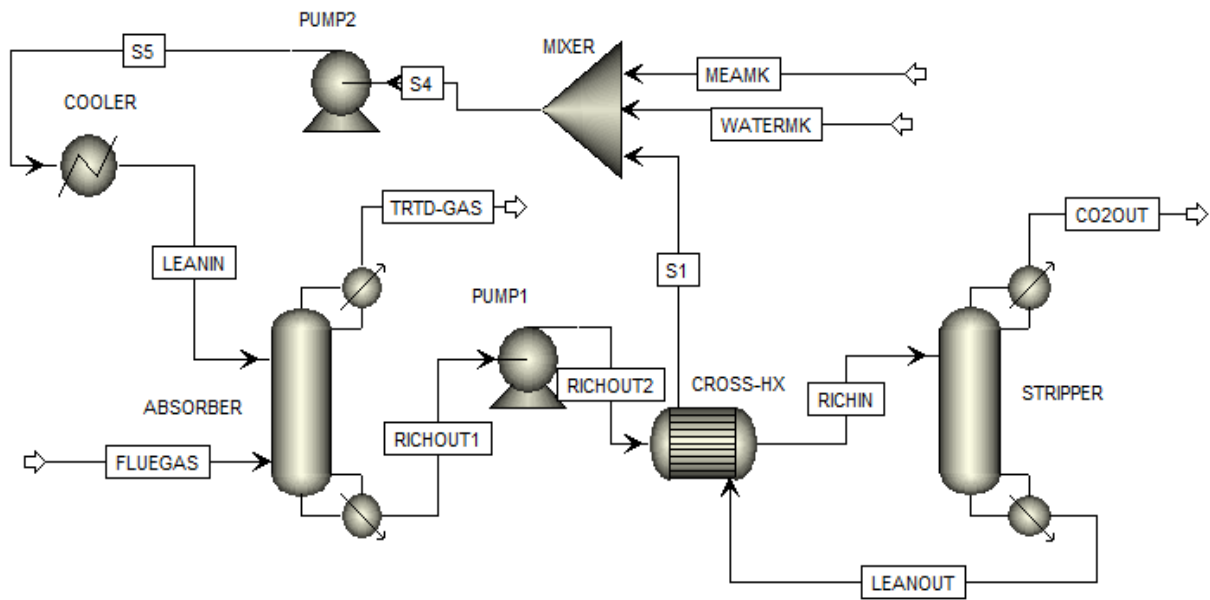 PUMP2
S5
MIXER
MEAMK
S4
COOLER
WATERMK
TRTD-GAS
CO2OUT
LEANIN
S1
PUMP1
RICHOUT2
CROSS-HX
RICHIN
STRIPPER
ABSORBER
RICHOUT1
FLUEGAS
LEANOUT